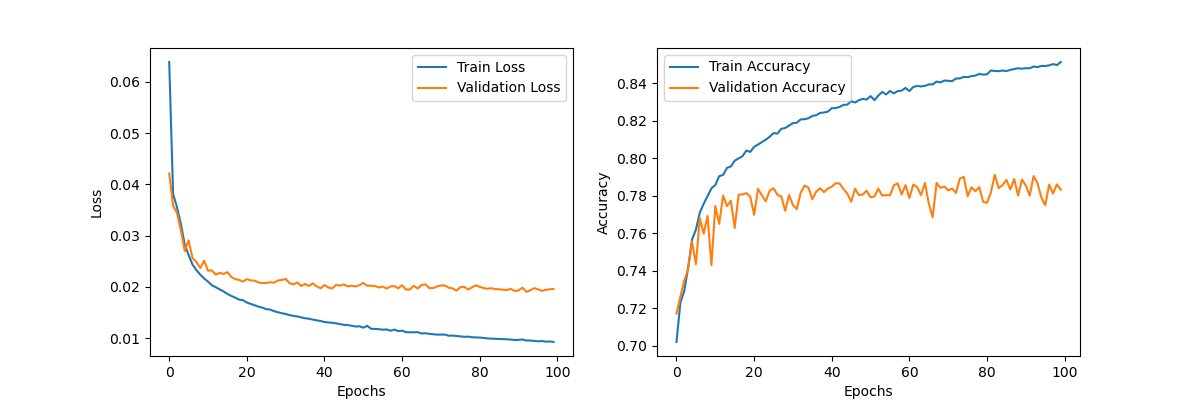 Train Loss
Validation Loss
0.06
0.05
0.04
0.03
0.02
0.01
Loss
0 20 40 60 80 100
Epochs
Train Accuracy
Validation Accuracy
0.84
0.82
0.80
0.78
0.76
0.74
0.72
0.70
Accuracy
0 20 40 60 80 100
Epochs